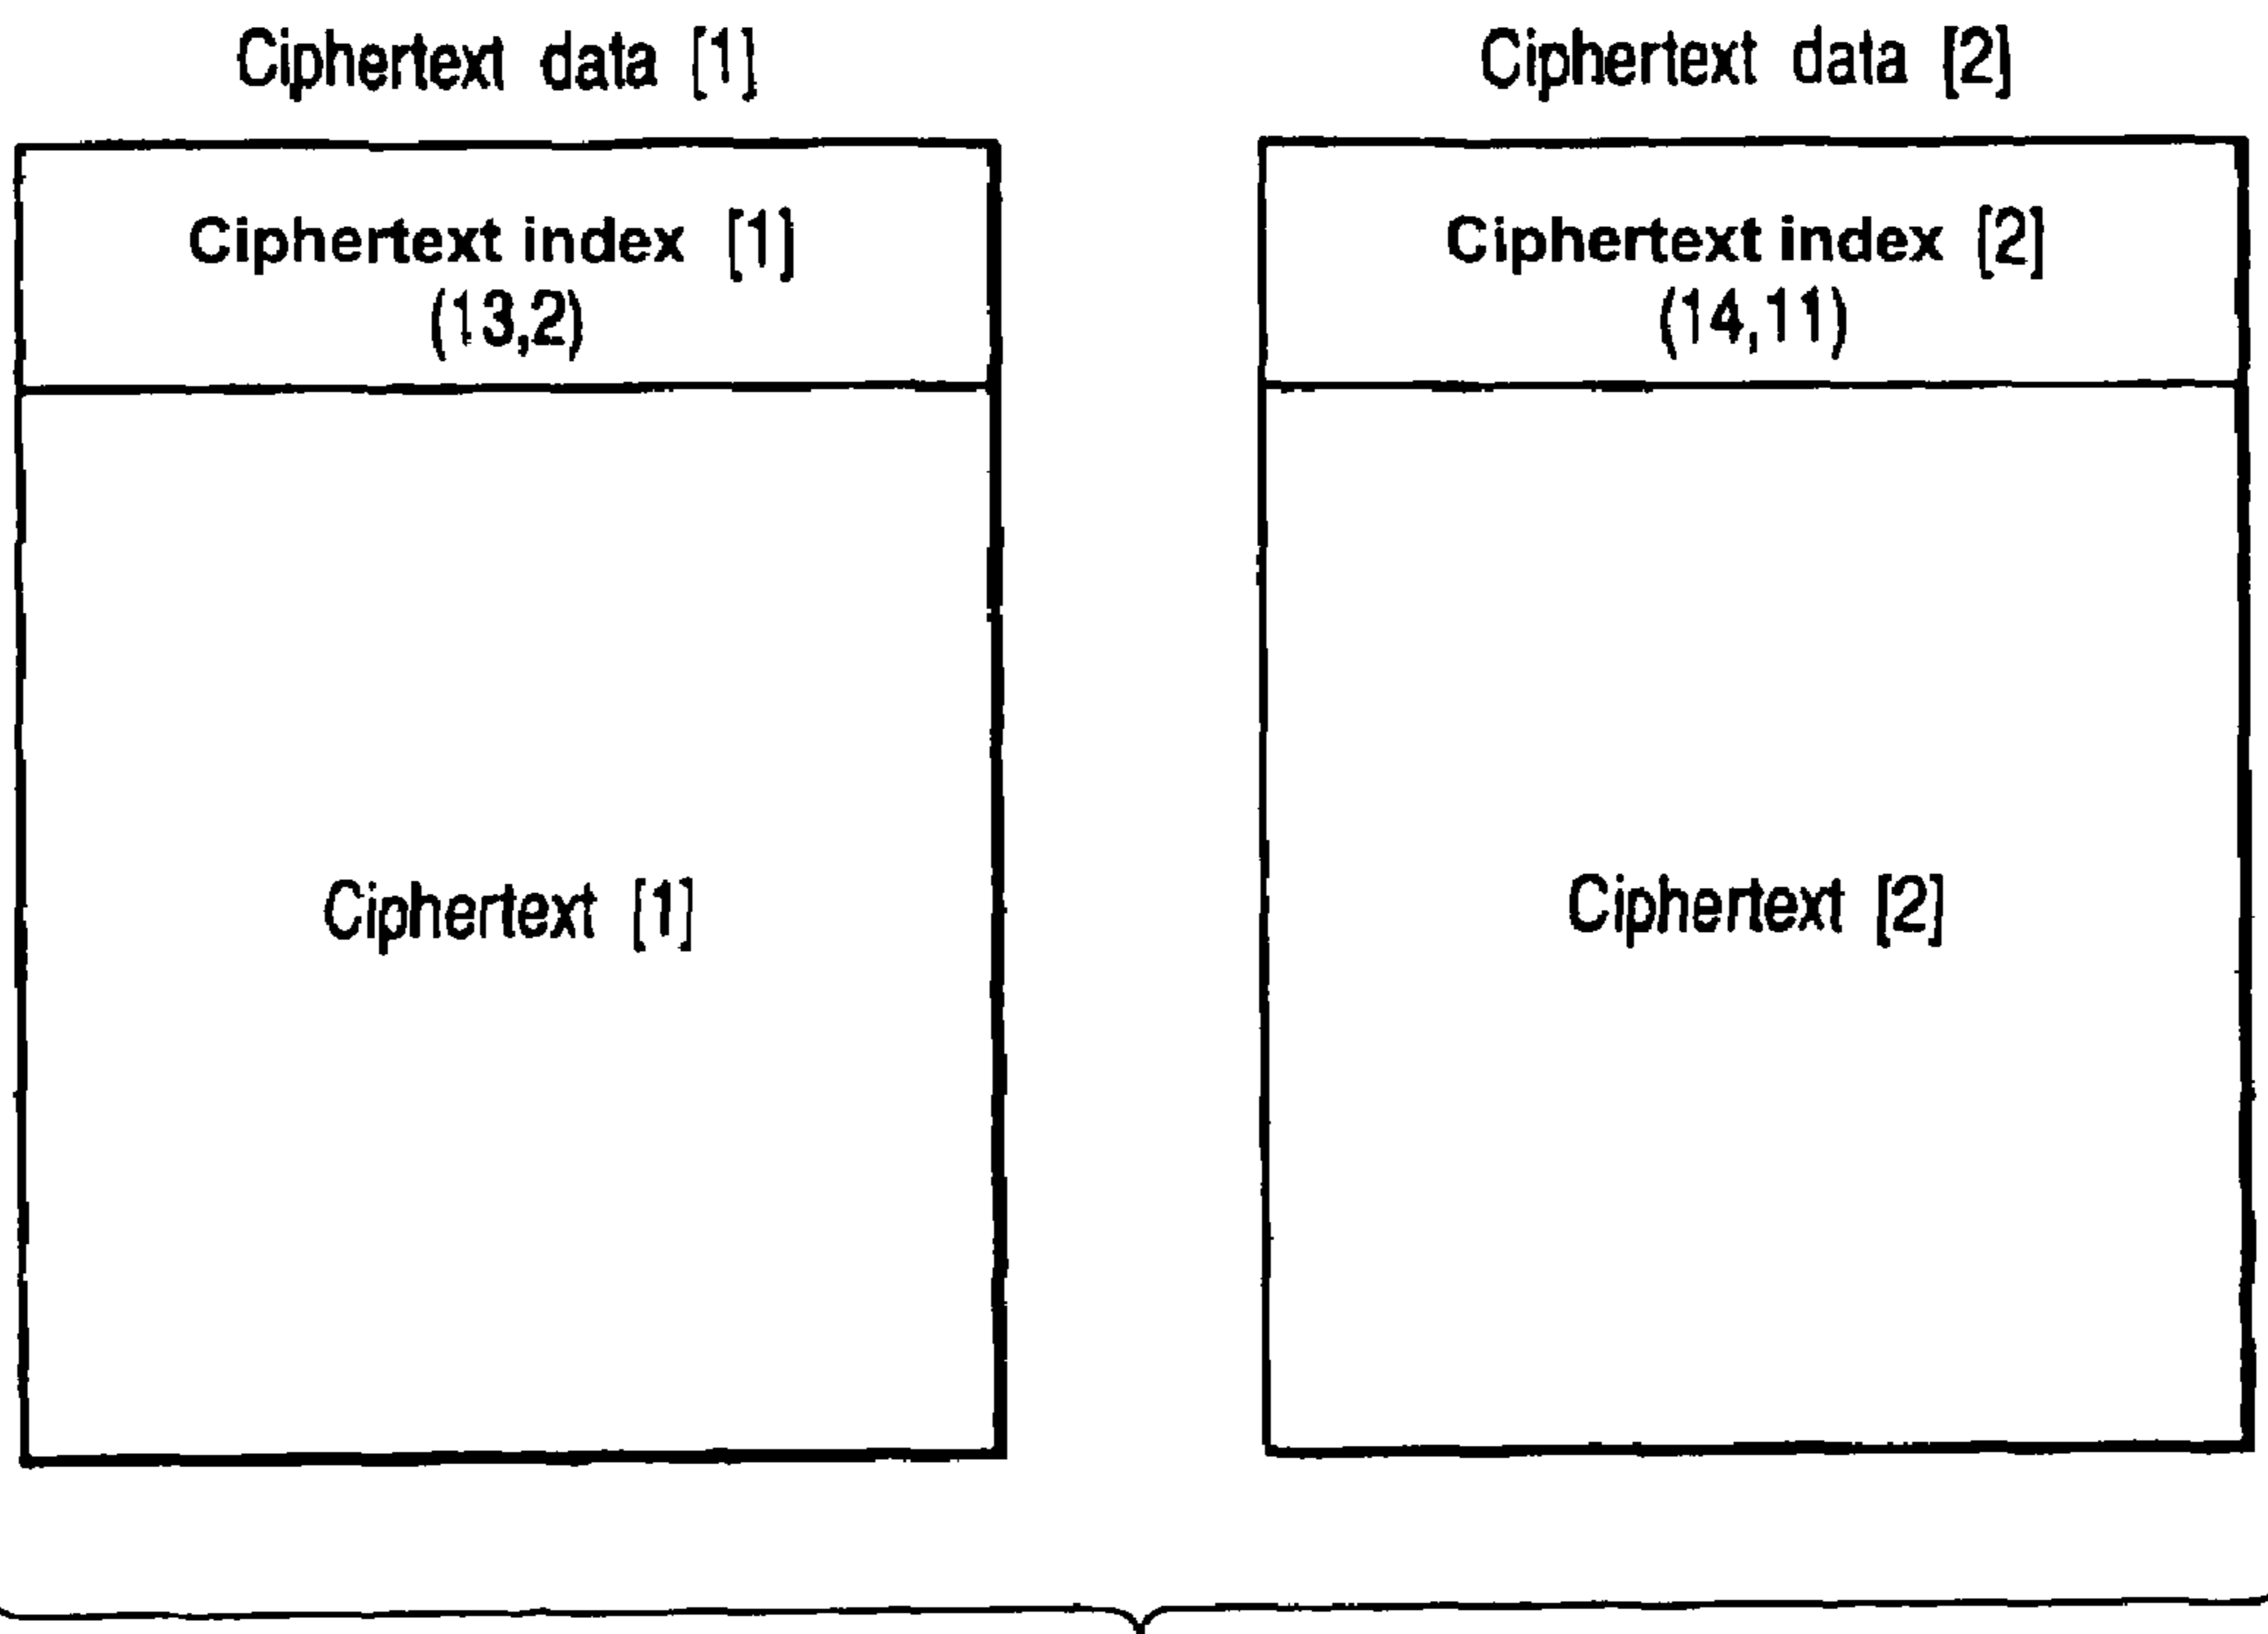 Ciphertext data [1]
Ciphertext index [1]
(13,2)
Ciphertext [1]
Ciphertext data [2]
Ciphertext index [2]
(14,11)
Ciphertext [2]